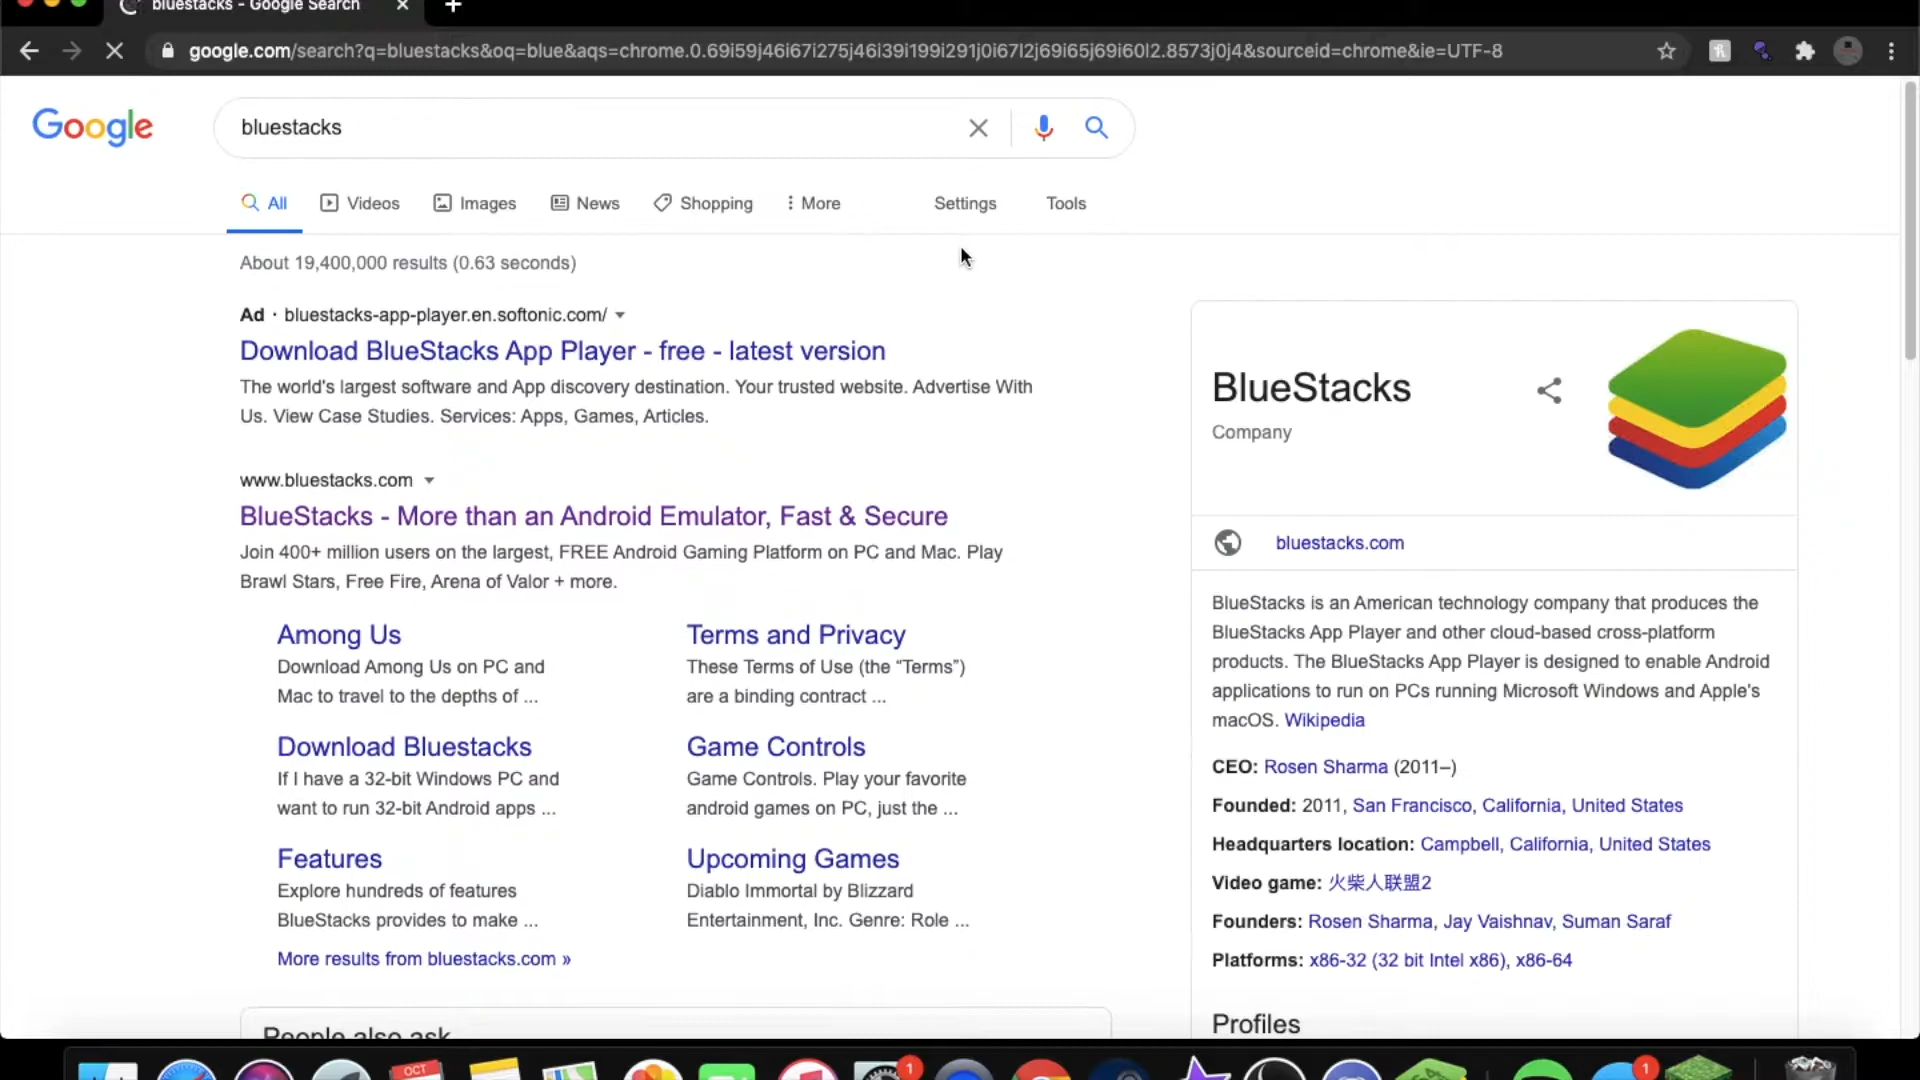 bluestacks - Google Search
google.com/search?q=bluestacks&oq=blue&aqs=chrome.0.69i59j46i67i275j46i39i199i291j0i67l2j69i65j69i60l2.8573j0j4&sourceid=chrome&ie=UTF-8
Google
bluestacks
All Videos Images News Shopping More Settings Tools
About 19,400,000 results (0.63 seconds)
Ad · bluestacks-app-player.en.softonic.com/
Download BlueStacks App Player - free - latest version
The world's largest software and App discovery destination. Your trusted website. Advertise With
Us. View Case Studies. Services: Apps, Games, Articles.
www.bluestacks.com
BlueStacks - More than an Android Emulator, Fast & Secure
Join 400+ million users on the largest, FREE Android Gaming Platform on PC and Mac. Play
Brawl Stars, Free Fire, Arena of Valor + more.
Among Us
Download Among Us on PC and
Mac to travel to the depths of ...
Terms and Privacy
These Terms of Use (the “Terms”)
are a binding contract ...
Download Bluestacks
If I have a 32-bit Windows PC and
want to run 32-bit Android apps ...
Game Controls
Game Controls. Play your favorite
android games on PC, just the ...
Features
Explore hundreds of features
BlueStacks provides to make ...
Upcoming Games
Diablo Immortal by Blizzard
Entertainment, Inc. Genre: Role ...
More results from bluestacks.com »
People also ask
BlueStacks
Company
bluestacks.com
BlueStacks is an American technology company that produces the
BlueStacks App Player and other cloud-based cross-platform
products. The BlueStacks App Player is designed to enable Android
applications to run on PCs running Microsoft Windows and Apple's
macOS. Wikipedia
CEO: Rosen Sharma (2011–)
Founded: 2011, San Francisco, California, United States
Headquarters location: Campbell, California, United States
Video game: 火柴人联盟2
Founders: Rosen Sharma, Jay Vaishnav, Suman Saraf
Platforms: x86-32 (32 bit Intel x86), x86-64
Profiles
OCT
1
1